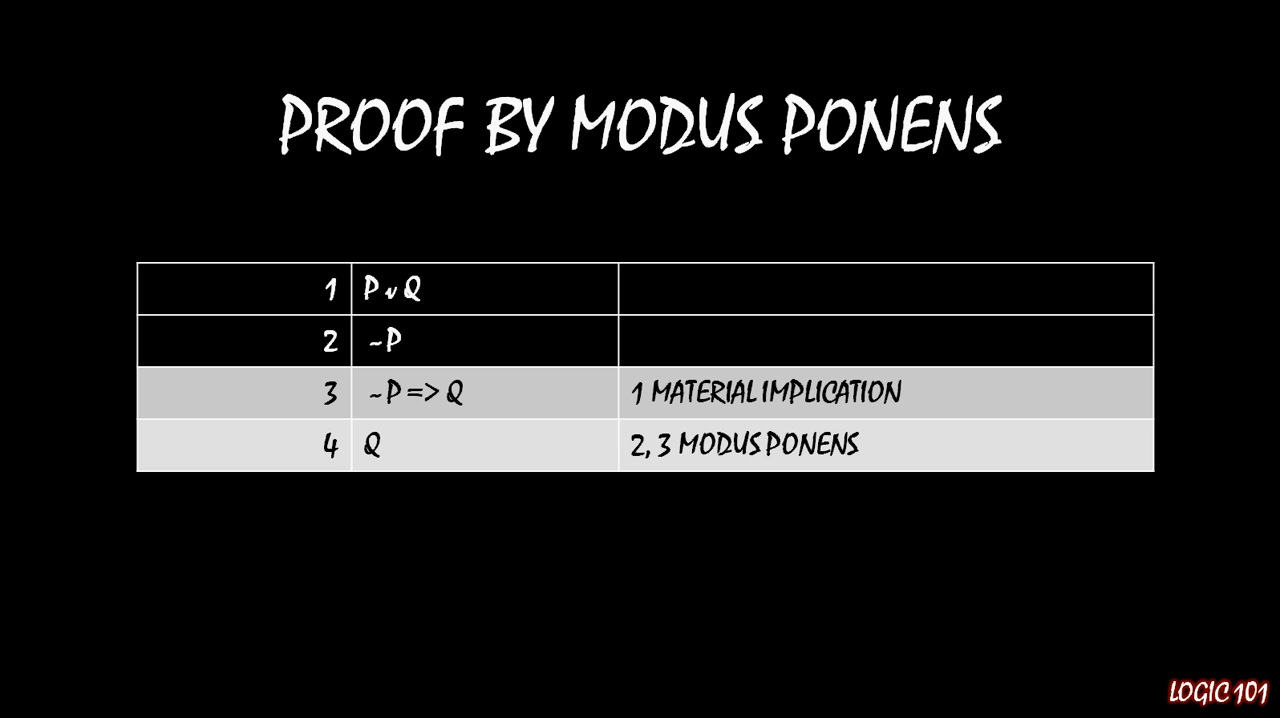 PROOF BY MODUS PONENS
1 P v Q
2 ~P
3 ~P => Q 1 MATERIAL IMPLICATION
4 Q 2, 3 MODUS PONENS
LOGIC 101